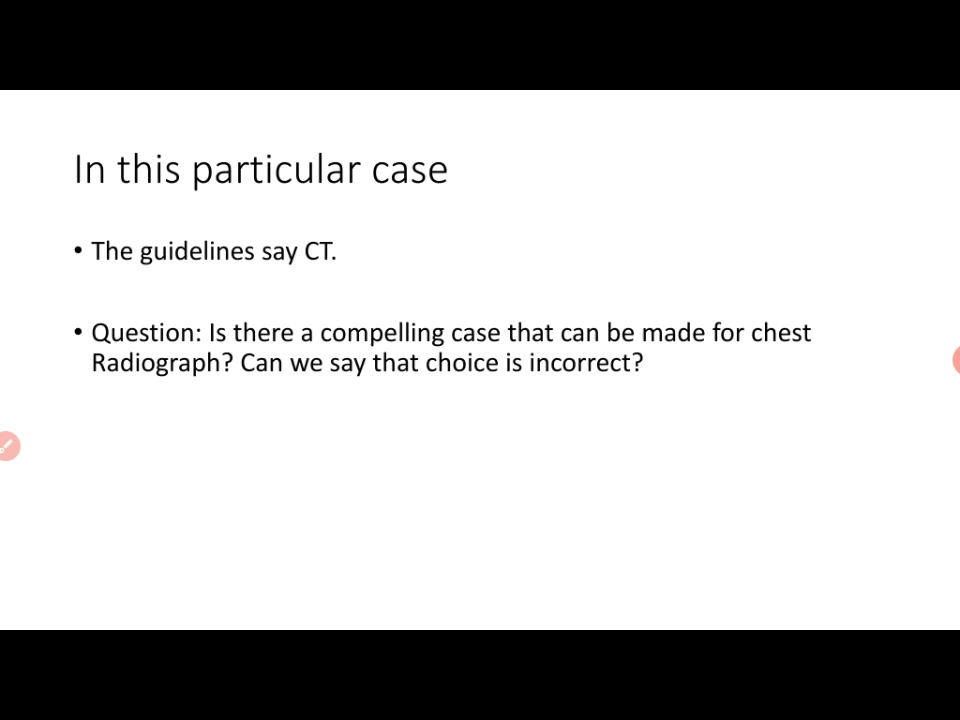 In this particular case
• The guidelines say CT.
• Question: Is there a compelling case that can be made for chest
Radiograph? Can we say that choice is incorrect?